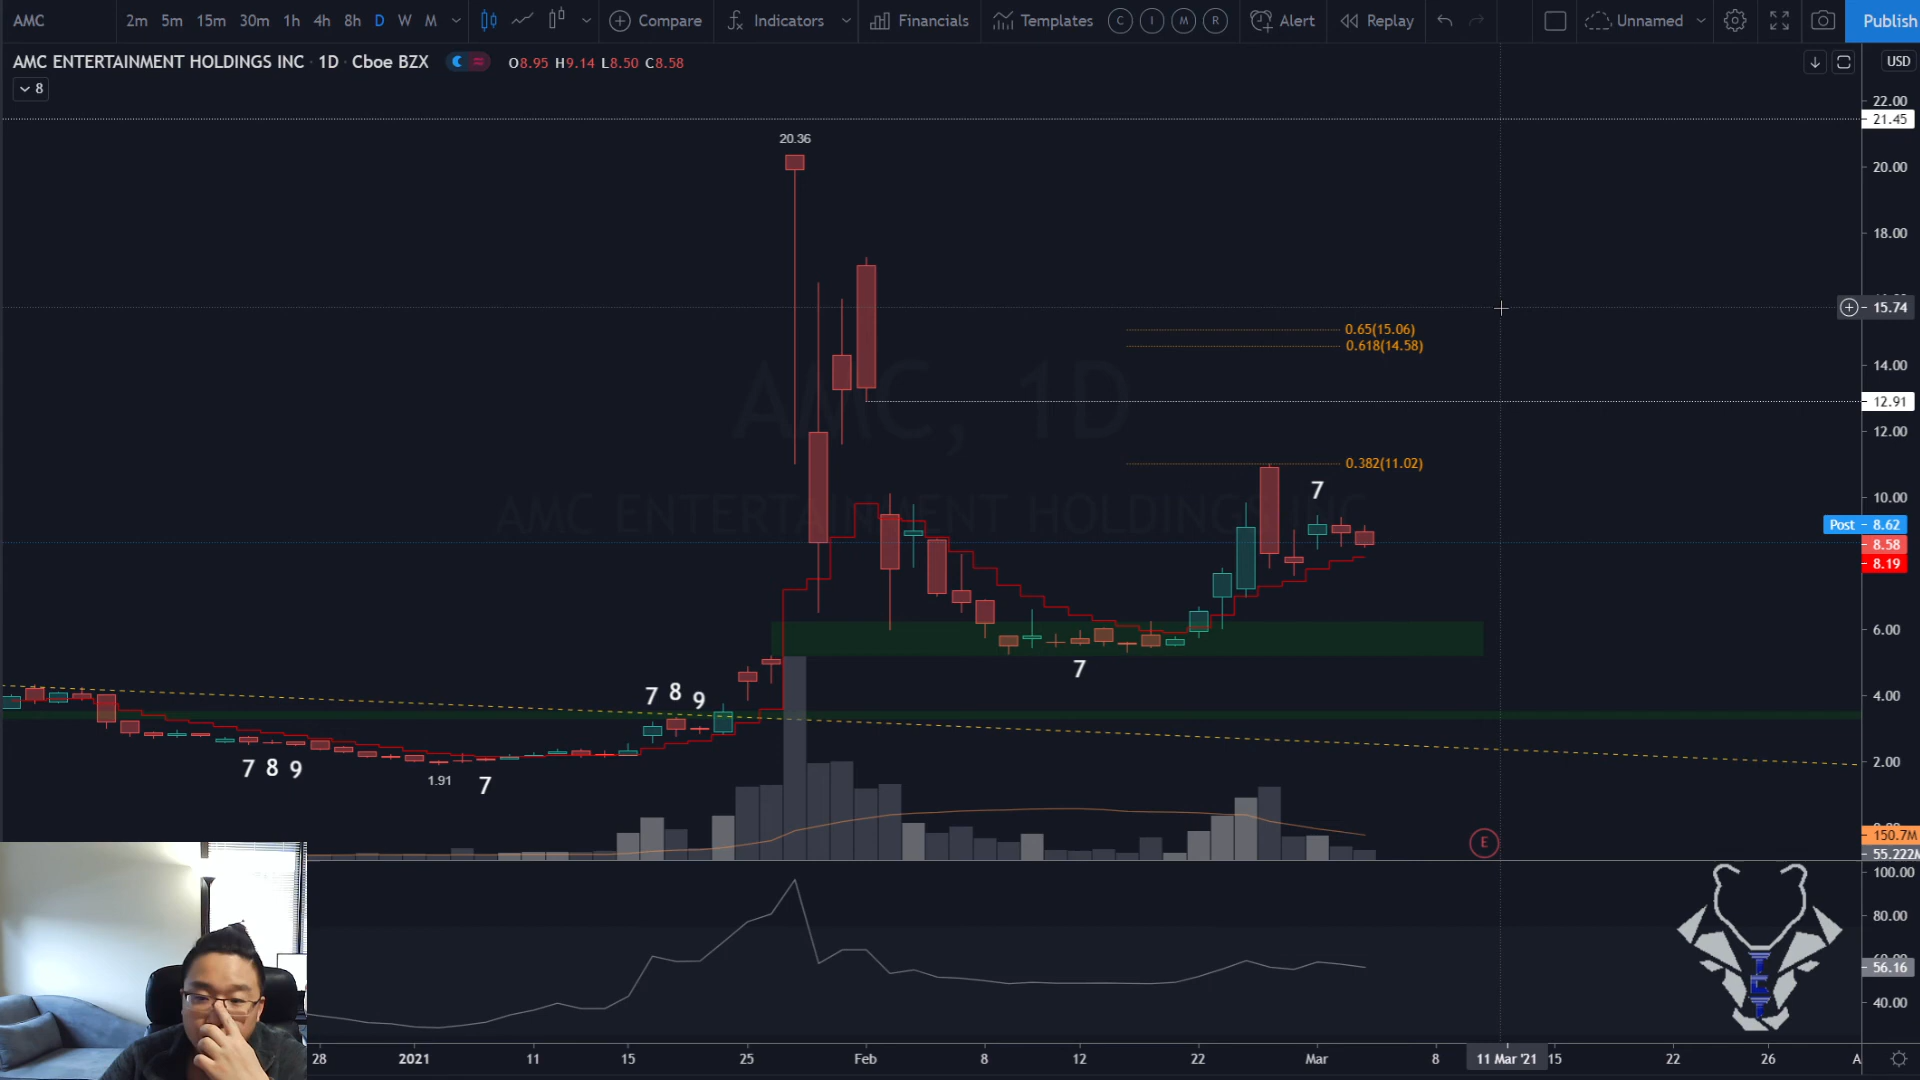 AMC 2m 5m 15m 30m 1h 4h 8h D W M Compare Indicators Financials Templates C I M R Alert Replay Unnamed Publish
AMC ENTERTAINMENT HOLDINGS INC · 1D · Cboe BZX O8.95 H9.14 L8.50 C8.58 USD
8
22.00
21.45
20.36
20.00
18.00
15.74
0.65(15.06)
0.618(14.58)
14.00
AMC, 1D
12.91
12.00
0.382(11.02)
7
10.00
AMC ENTERTAINMENT HOLDINGS INC
Post 8.62
8.58
8.19
6.00
7
7 8 9
4.00
7 8 9
1.91
7
2.00
150.7M
E
55.222M
100.00
80.00
56.16
40.00
28 2021 11 15 25 Feb 8 12 22 Mar 8 11 Mar '21 15 22 26 A